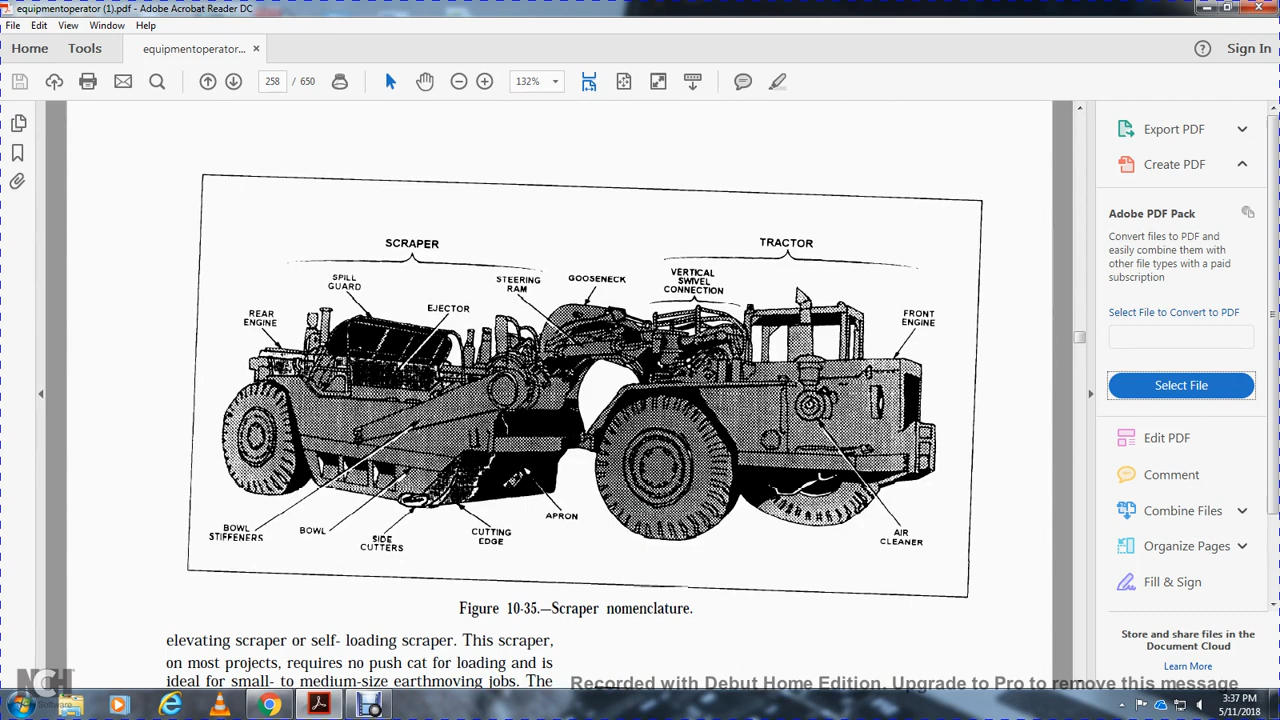 equipmentoperator (1).pdf - Adobe Acrobat Reader DC
File Edit View Window Help
Home Tools equipmentoperator... × Sign In
258 / 650 132%
Export PDF
Create PDF
Adobe PDF Pack
Convert files to PDF and
easily combine them with
other file types with a paid
subscription
Select File to Convert to PDF
Select File
Edit PDF
Comment
Combine Files
Organize Pages
Fill & Sign
Store and share files in the
Document Cloud
Learn More
SCRAPER
TRACTOR
SPILL
GUARD
EJECTOR
STEERING
RAM
GOOSENECK
VERTICAL
SWIVEL
CONNECTION
REAR
ENGINE
FRONT
ENGINE
BOWL
STIFFENERS
BOWL
SIDE
CUTTERS
CUTTING
EDGE
APRON
AIR
CLEANER
Figure 10-35.—Scraper nomenclature.
elevating scraper or self- loading scraper. This scraper,
on most projects, requires no push cat for loading and is
ideal for small- to medium-size earthmoving jobs. The
NCH
Software
Recorded with Debut Home Edition. Upgrade to Pro to remove this message
3:37 PM
5/11/2018